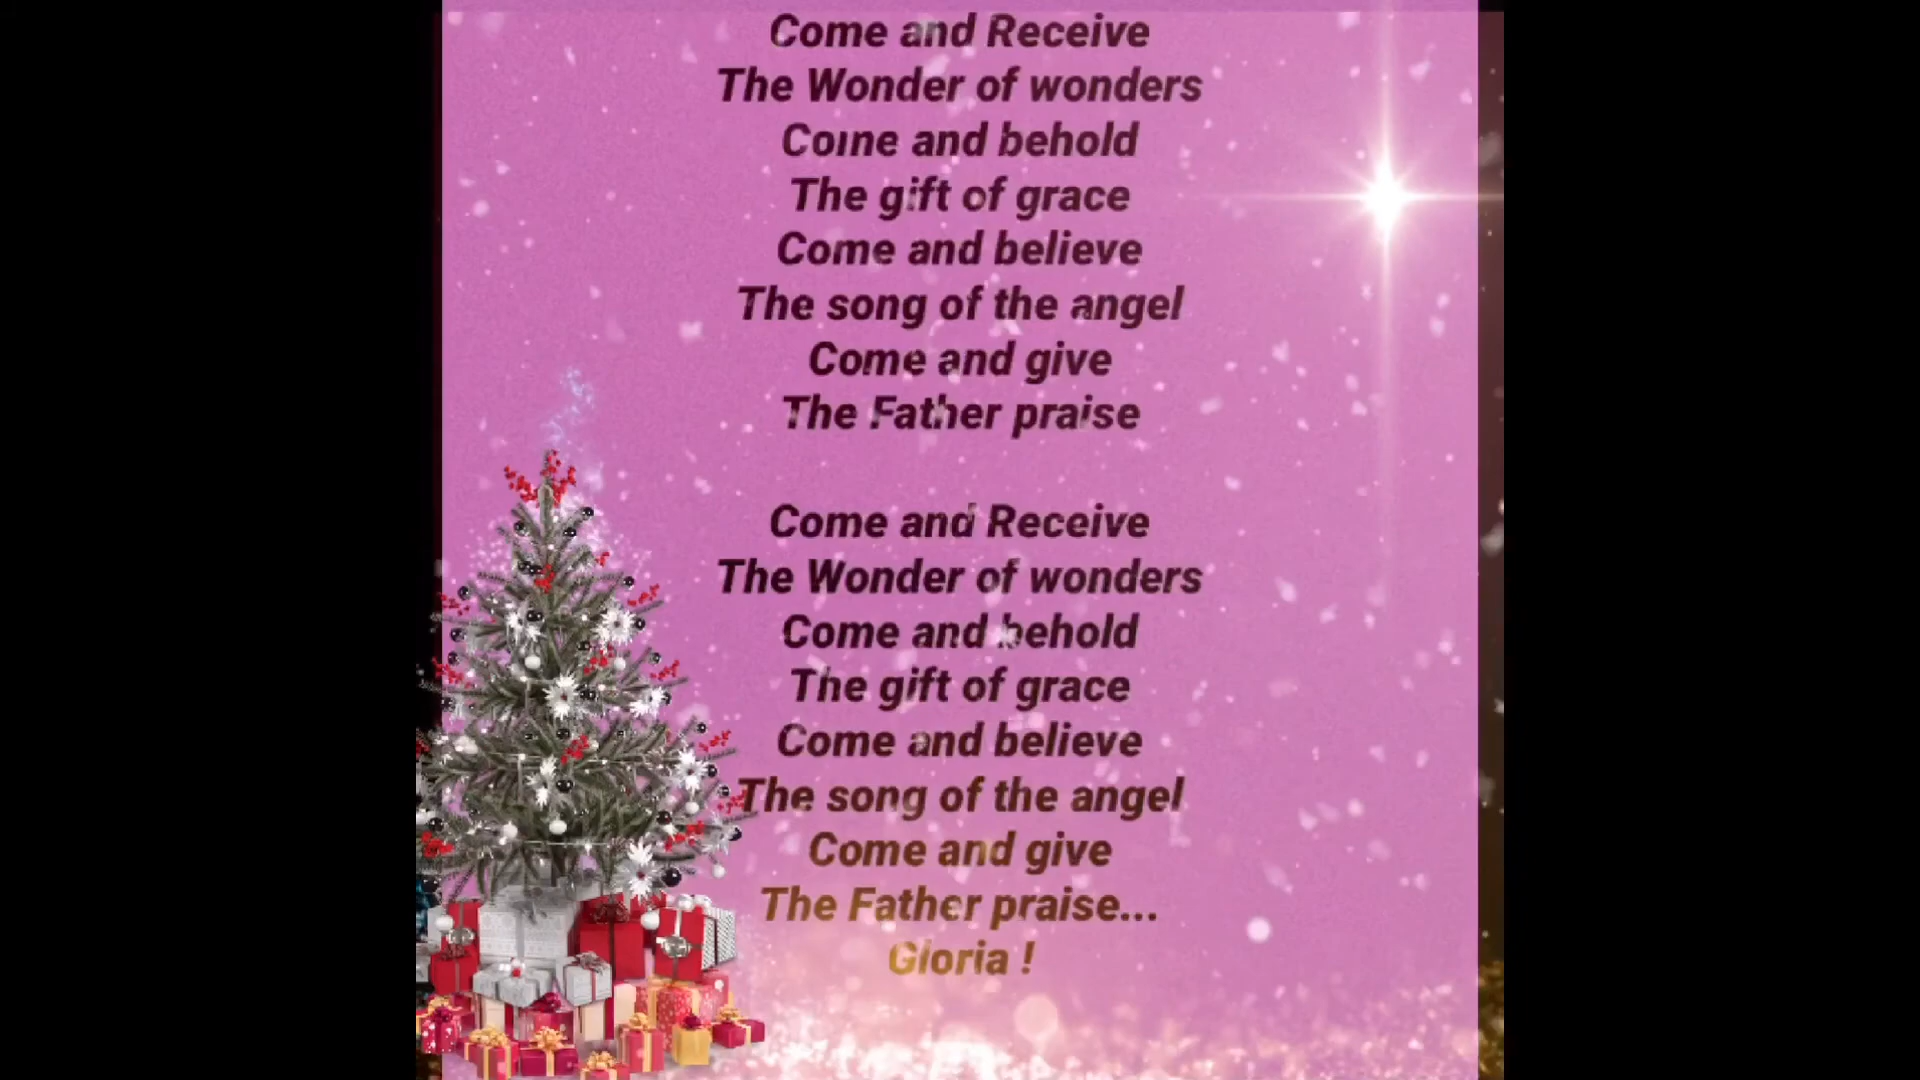 Come and Receive
The Wonder of wonders
Come and behold
The gift of grace
Come and believe
The song of the angel
Come and give
The Father praise
Come and Receive
The Wonder of wonders
Come and behold
The gift of grace
Come and believe
The song of the angel
Come and give
The Father praise...
Gloria !